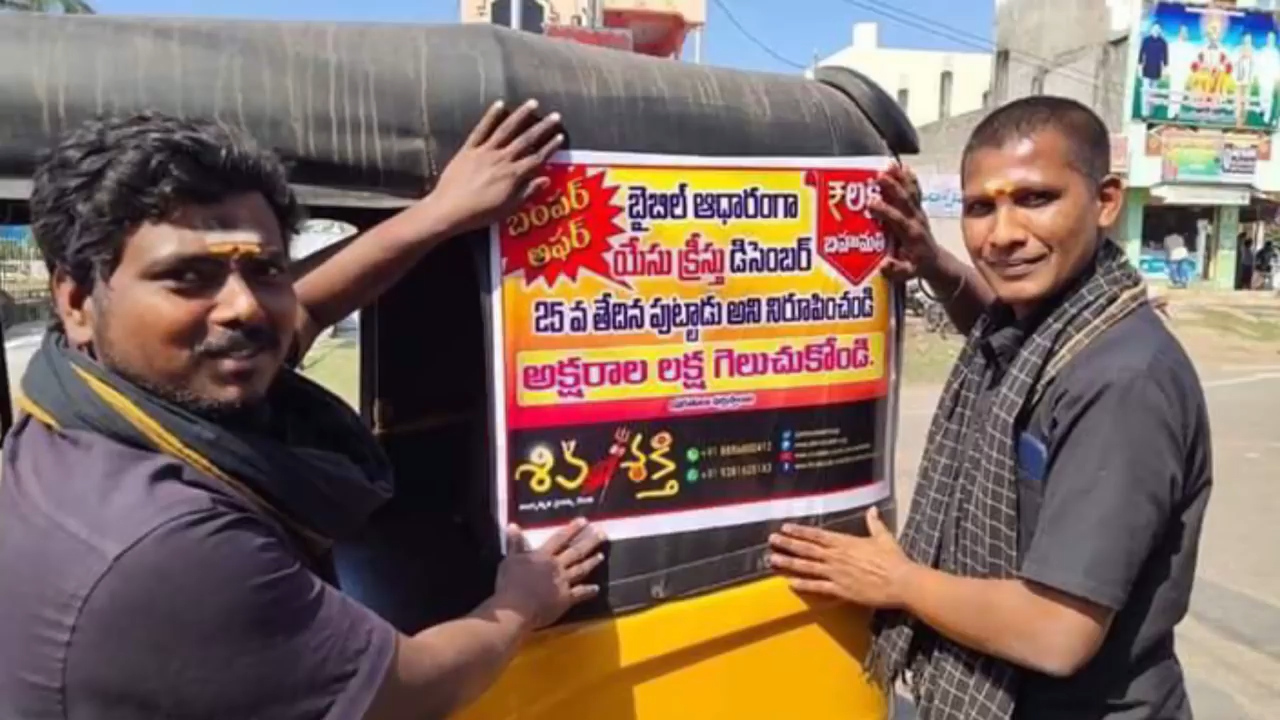 బంపర్
ఆఫర్
బైబిల్ ఆధారంగా
యేసు క్రీస్తు డిసెంబర్
25 వ తేదిన పుట్టాడు అని నిరూపించండి
అక్షరాల లక్ష గెలుచుకోండి.
₹లక్ష
బహుమతి
శివ శక్తి